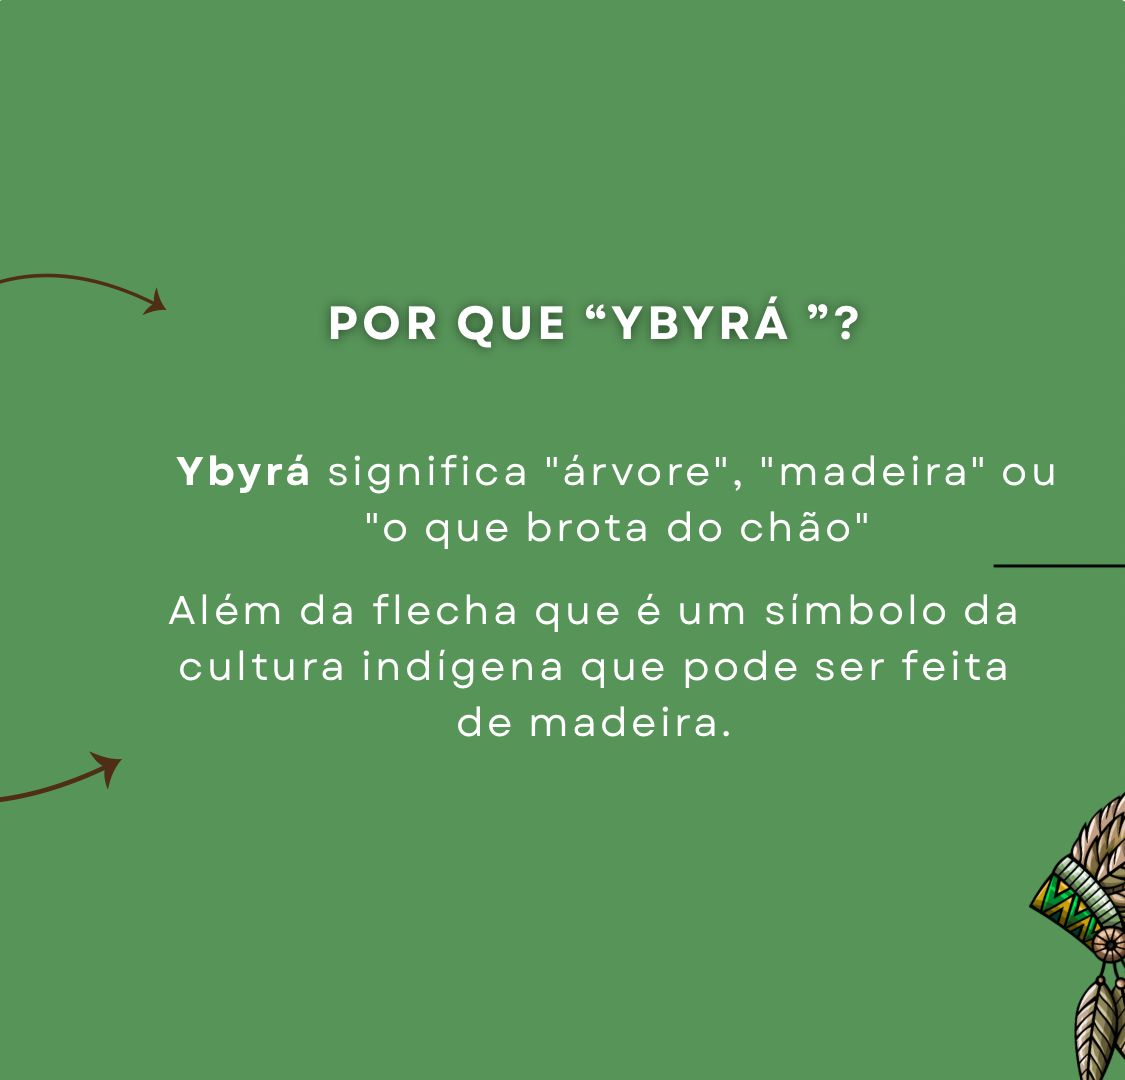 POR QUE “YBYRÁ ”?
Ybyrá significa "árvore", "madeira" ou
"o que brota do chão"
Além da flecha que é um símbolo da
cultura indígena que pode ser feita
de madeira.